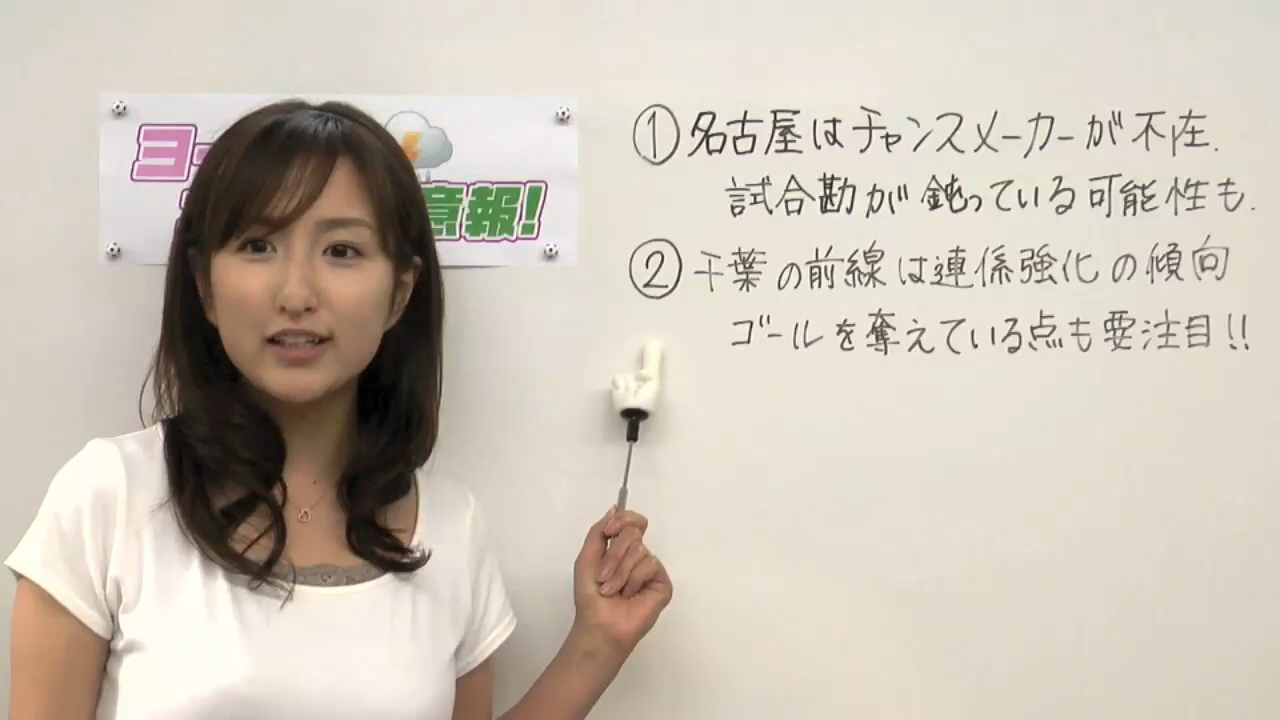 ヨー
意報!
①名古屋はチャンスメーカーが不在.
試合勘が鈍っている可能性も.
②千葉の前線は連係強化の傾向
ゴールを奪えている点も要注目!!